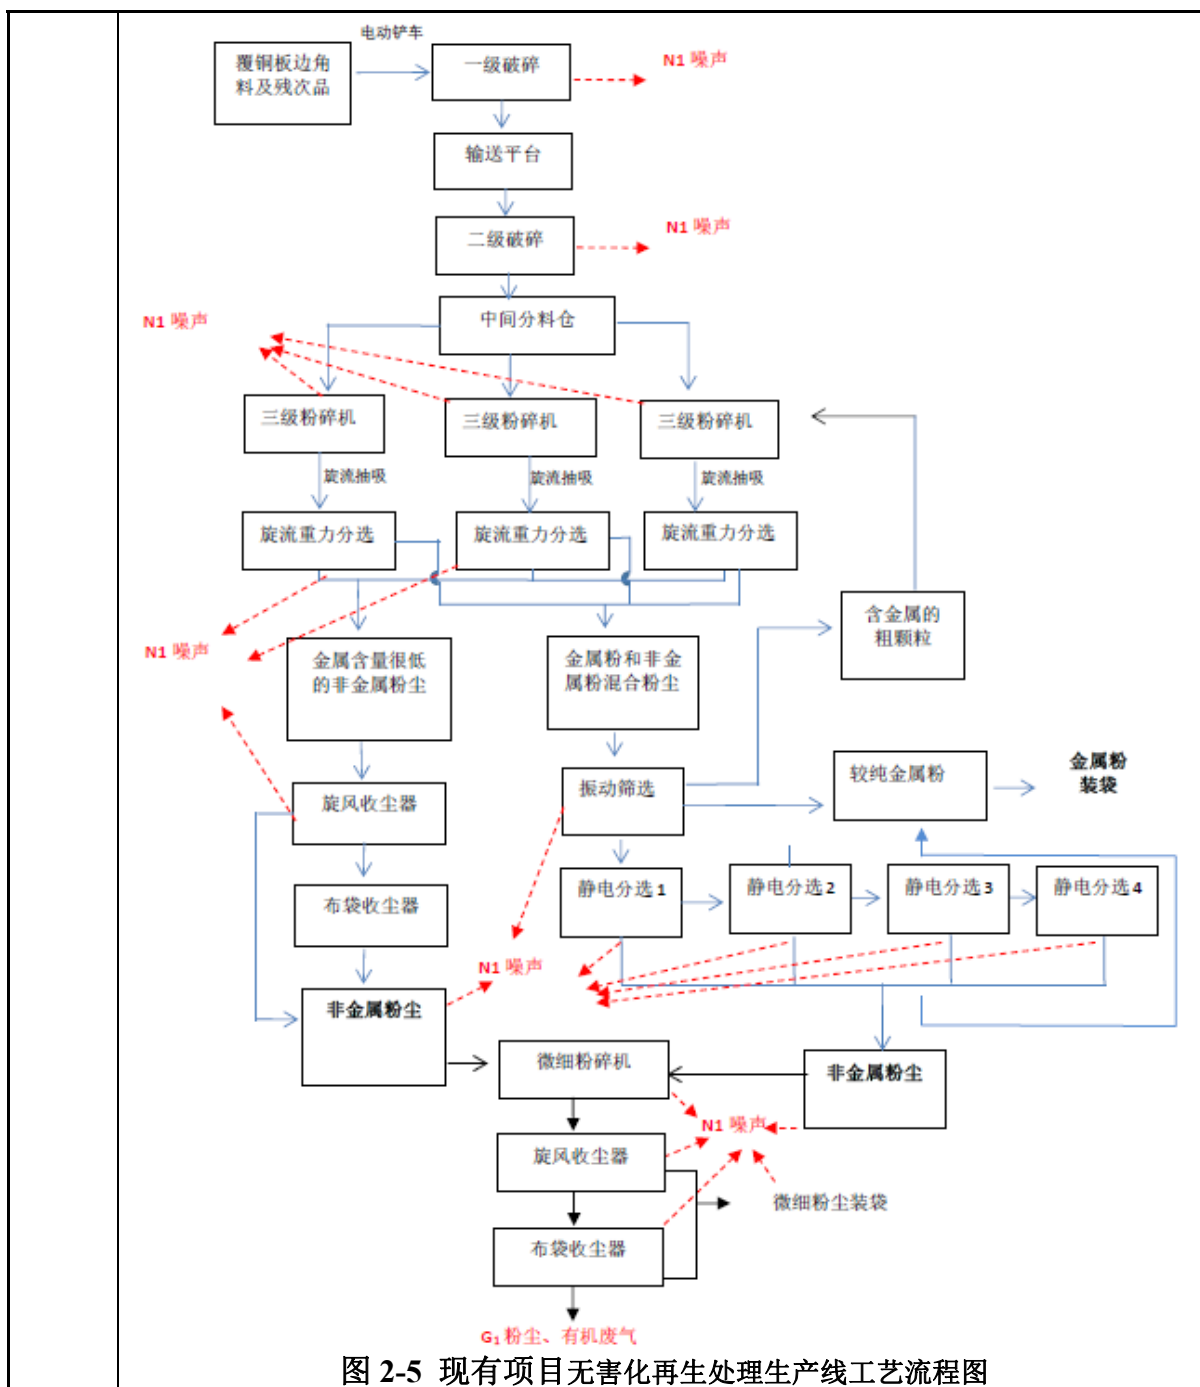 电动铲车
覆铜板边角
料及残次品
一级破碎
N1 噪声
输送平台
二级破碎
N1 噪声
中间分料仓
N1 噪声
三级粉碎机
三级粉碎机
三级粉碎机
旋流抽吸
旋流抽吸
旋流抽吸
旋流重力分选
旋流重力分选
旋流重力分选
含金属的
粗颗粒
N1 噪声
金属含量很低
的非金属粉尘
金属粉和非金
属粉混合粉尘
旋风收尘器
振动筛选
较纯金属粉
金属粉
装袋
布袋收尘器
静电分选 1
静电分选 2
静电分选 3
静电分选 4
N1 噪声
非金属粉尘
微细粉碎机
非金属粉尘
N1 噪声
旋风收尘器
微细粉尘装袋
布袋收尘器
G₁ 粉尘、有机废气
图 2-5 现有项目无害化再生处理生产线工艺流程图